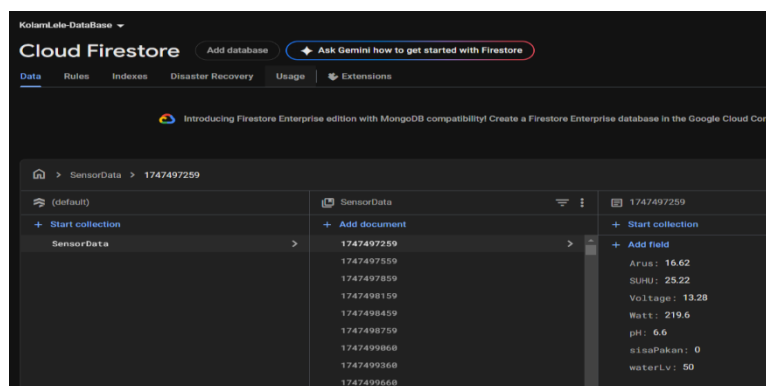 KolamLele-DataBase
Cloud Firestore
Add database
Ask Gemini how to get started with Firestore
Data Rules Indexes Disaster Recovery Usage Extensions
Introducing Firestore Enterprise edition with MongoDB compatibility! Create a Firestore Enterprise database in the Google Cloud Con
> SensorData > 1747497259
(default)
+ Start collection
SensorData >
SensorData
+ Add document
1747497259 >
1747497559
1747497859
1747498159
1747498459
1747498759
1747499060
1747499360
1747499660
1747497259
+ Start collection
+ Add field
Arus: 16.62
SUHU: 25.22
Voltage: 13.28
Watt: 219.6
pH: 6.6
sisaPakan: 0
waterLv: 50